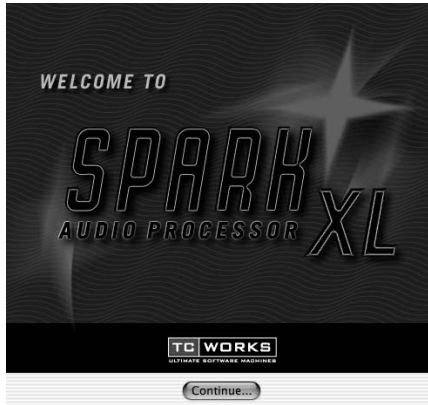 WELCOME TO
SPARK XL
AUDIO PROCESSOR
TC WORKS
ULTIMATE SOFTWARE MACHINES
Continue...